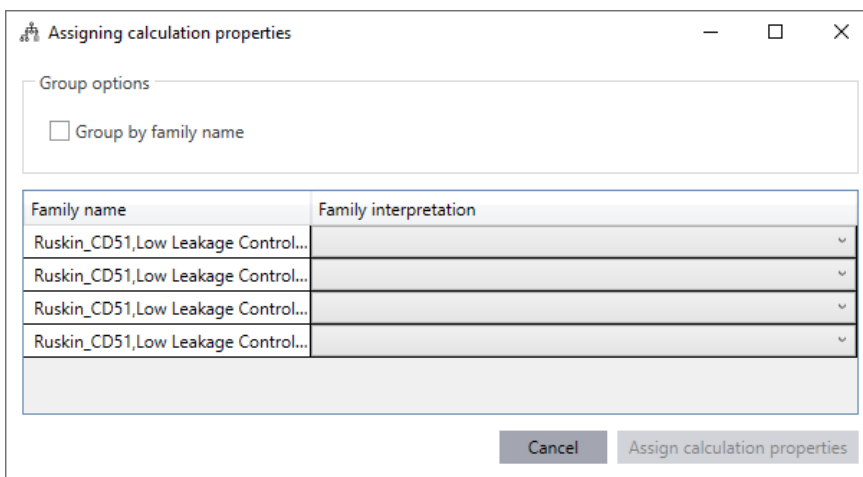 Assigning calculation properties
Group options
Group by family name
Family name Family interpretation
Ruskin_CD51,Low Leakage Control...
Ruskin_CD51,Low Leakage Control...
Ruskin_CD51,Low Leakage Control...
Ruskin_CD51,Low Leakage Control...
Cancel Assign calculation properties